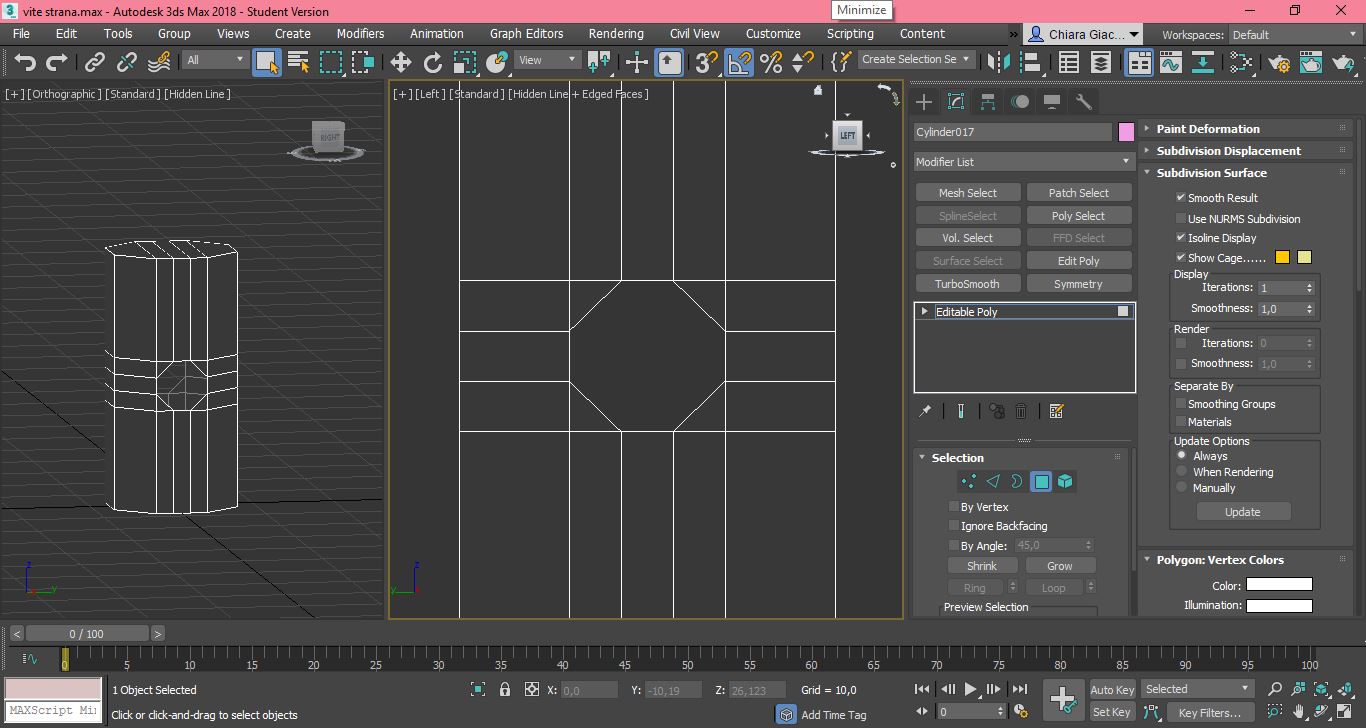 3 vite strana.max - Autodesk 3ds Max 2018 - Student Version
Minimize
File Edit Tools Group Views Create Modifiers Animation Graph Editors Rendering Civil View Customize Scripting Content » Chiara Giac... Workspaces: Default
All View 3 Create Selection Se
[+] [Orthographic ] [Standard ] [Hidden Line ]
RIGHT
[+] [Left ] [Standard ] [Hidden Line + Edged Faces ]
LEFT
Cylinder017
Modifier List
Mesh Select Patch Select
SplineSelect Poly Select
Vol. Select FFD Select
Surface Select Edit Poly
TurboSmooth Symmetry
Editable Poly
Selection
By Vertex
Ignore Backfacing
By Angle: 45,0
Shrink Grow
Ring Loop
Preview Selection
Paint Deformation
Subdivision Displacement
Subdivision Surface
Smooth Result
Use NURMS Subdivision
Isoline Display
Show Cage......
Display
Iterations: 1
Smoothness: 1,0
Render
Iterations: 0
Smoothness: 1,0
Separate By
Smoothing Groups
Materials
Update Options
Always
When Rendering
Manually
Update
Polygon: Vertex Colors
Color:
Illumination:
z
y
z
y
< 0 / 100 >
0 5 10 15 20 25 30 35 40 45 50 55 60 65 70 75 80 85 90 95 100
MAXScript Mi
1 Object Selected
Click or click-and-drag to select objects
X: 0,0 Y: -10,19 Z: 26,123 Grid = 10,0
Add Time Tag
0
Auto Key Selected
Set Key Key Filters...